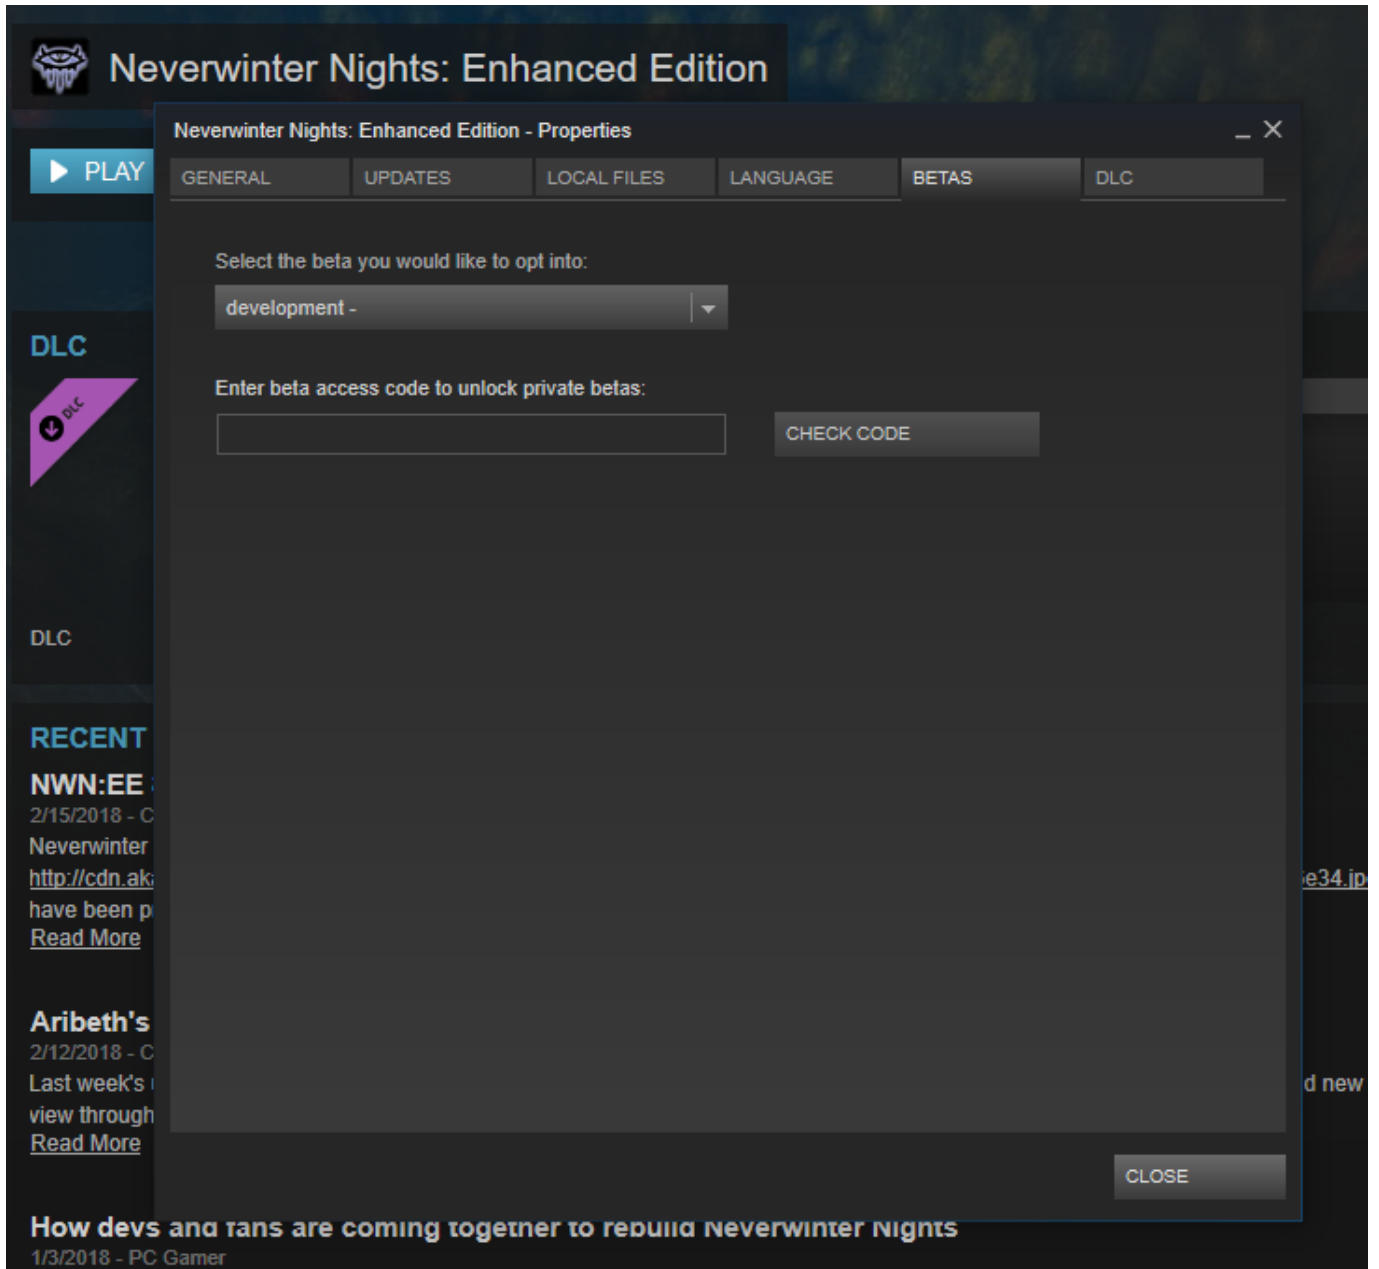 Neverwinter Nights: Enhanced Edition
Neverwinter Nights: Enhanced Edition - Properties
PLAY
GENERAL
UPDATES
LOCAL FILES
LANGUAGE
BETAS
DLC
Select the beta you would like to opt into:
development -
Enter beta access code to unlock private betas:
CHECK CODE
CLOSE
DLC
DLC
DLC
RECENT
NWN:EE
2/15/2018 - C
Neverwinter
http://cdn.ak
e34.jp
have been p
Read More
Aribeth's
2/12/2018 - C
Last week's
d new
view through
Read More
How devs and fans are coming together to rebuild Neverwinter Nights
1/3/2018 - PC Gamer